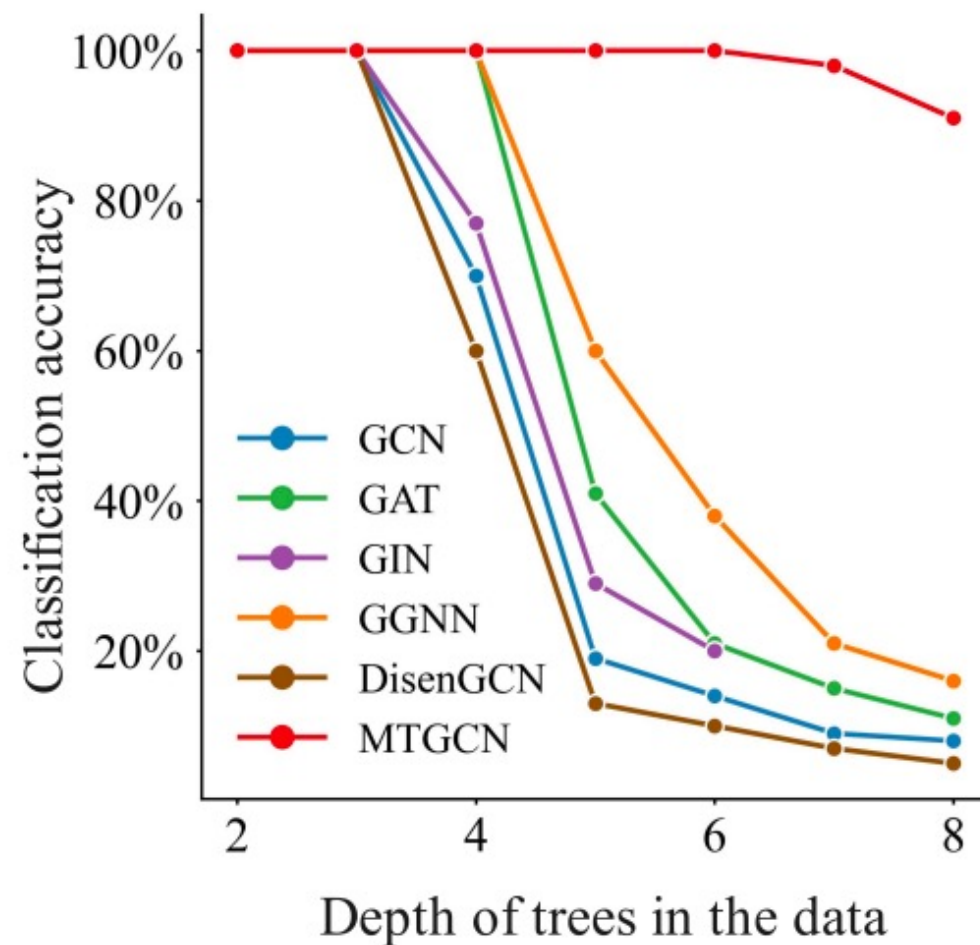 100%
80%
60%
40%
20%
Classification accuracy
GCN
GAT
GIN
GGNN
DisenGCN
MTGCN
2 4 6 8
Depth of trees in the data